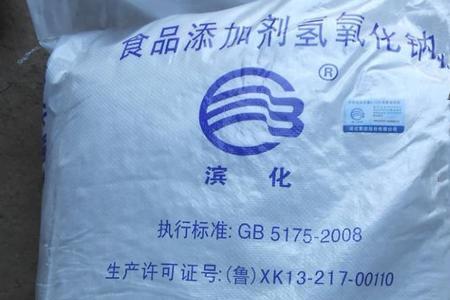 食品添加剂氢氧化钠
®
滨化
执行标准: GB 5175-2008
生产许可证号: (鲁) XK13-217-00110